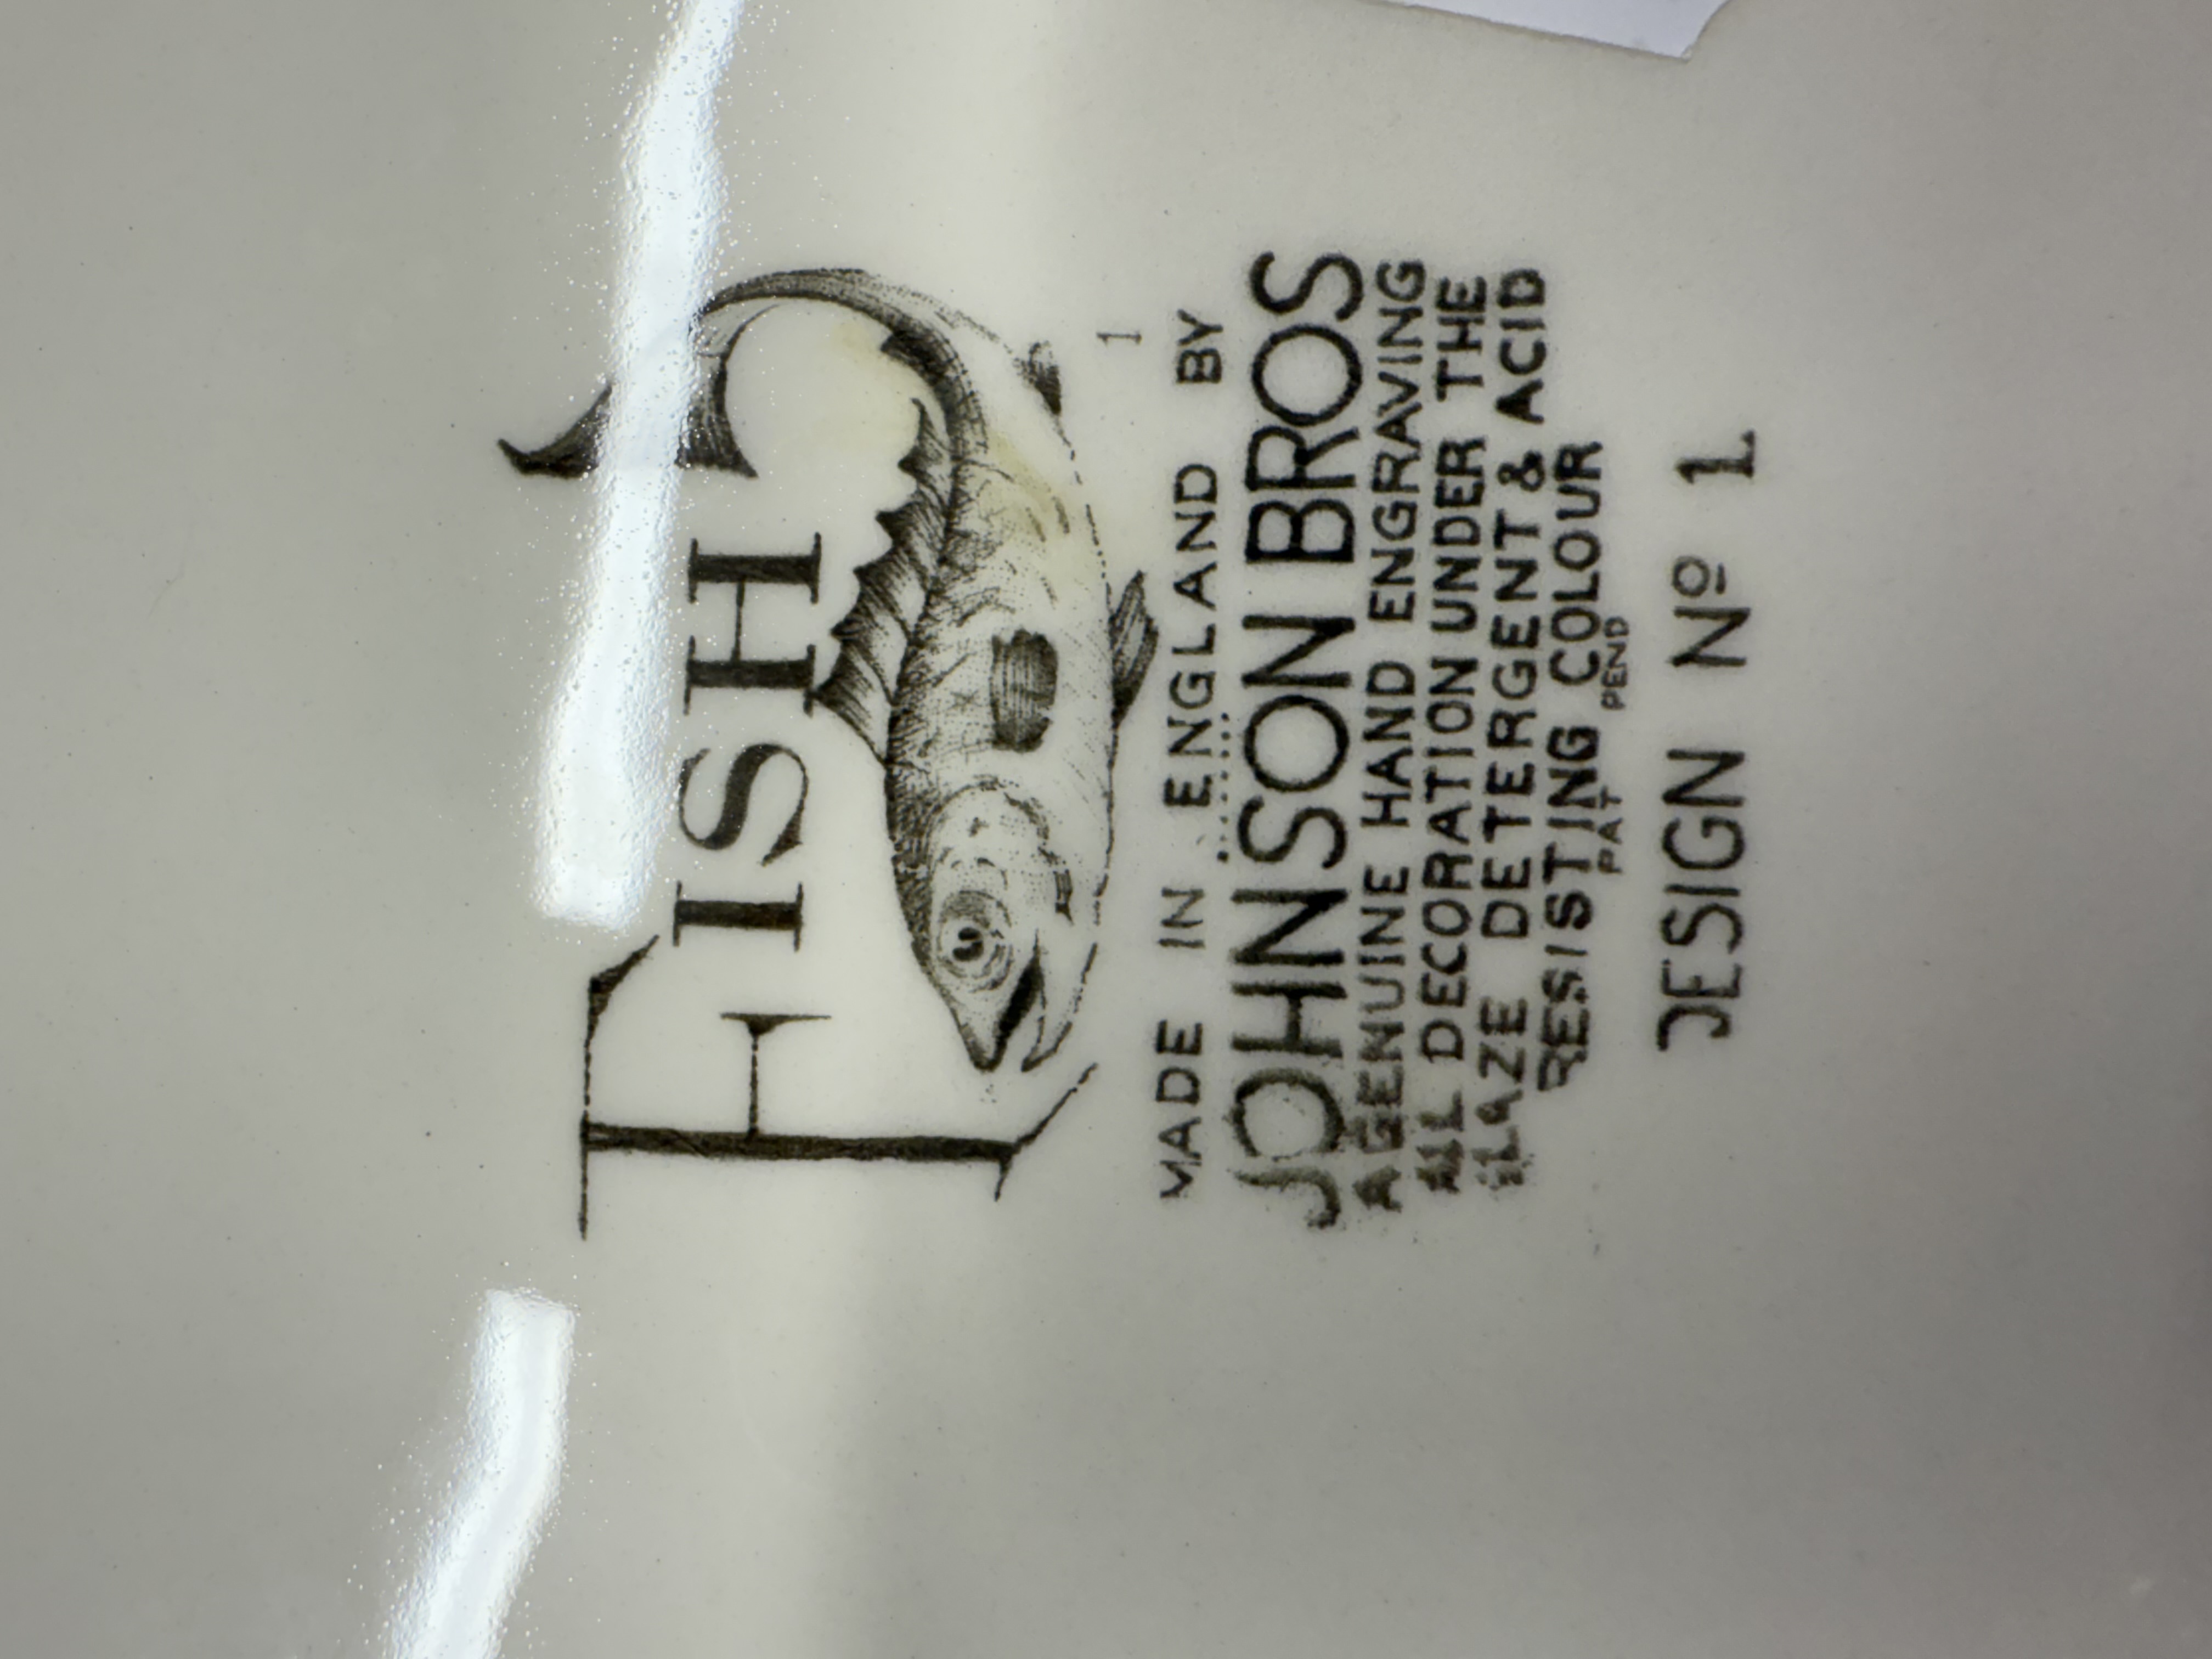 FISH
1
MADE IN ENGLAND BY
JOHNSON BROS
A GENUINE HAND ENGRAVING
ALL DECORATION UNDER THE
GLAZE DETERGENT & ACID
RESISTING COLOUR
PAT PEND
DESIGN Nº 1